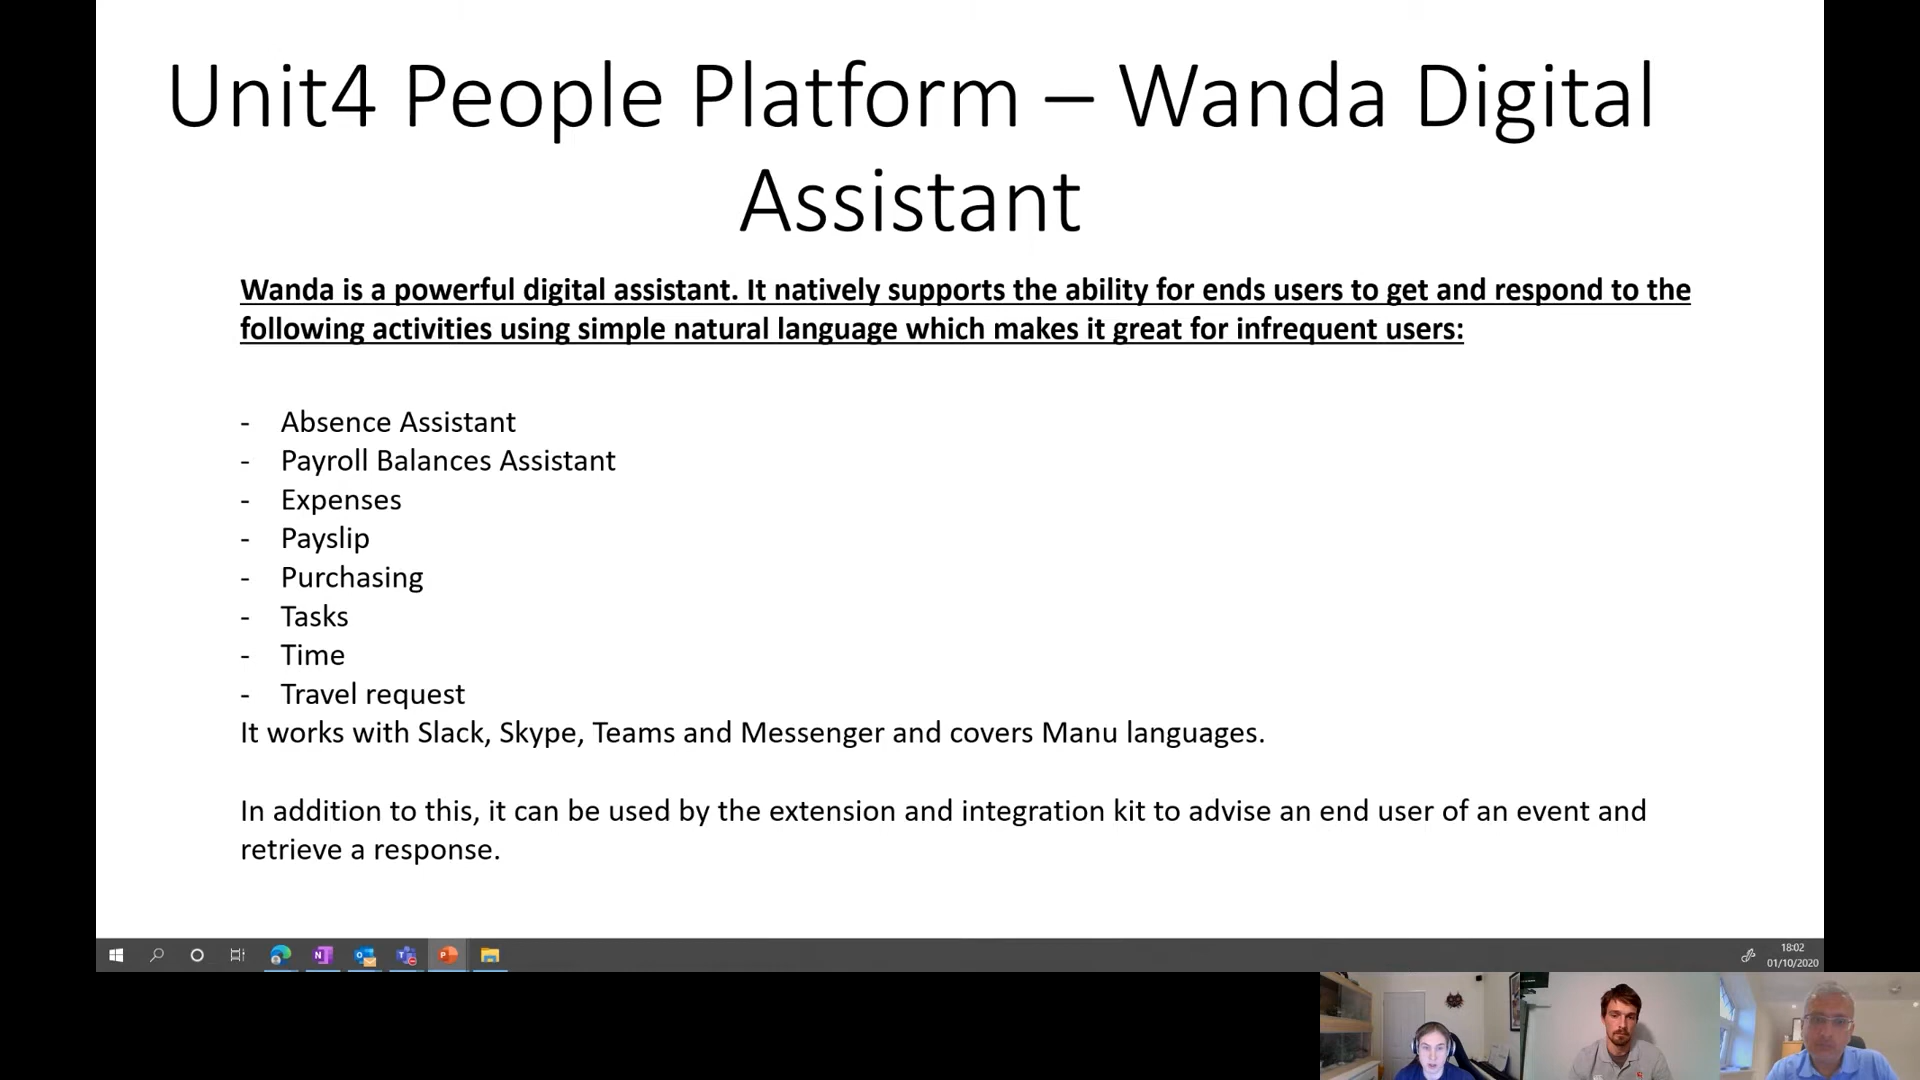 Unit4 People Platform – Wanda Digital
Assistant
Wanda is a powerful digital assistant. It natively supports the ability for ends users to get and respond to the
following activities using simple natural language which makes it great for infrequent users:
- Absence Assistant
- Payroll Balances Assistant
- Expenses
- Payslip
- Purchasing
- Tasks
- Time
- Travel request
It works with Slack, Skype, Teams and Messenger and covers Manu languages.
In addition to this, it can be used by the extension and integration kit to advise an end user of an event and
retrieve a response.
18:02
01/10/2020